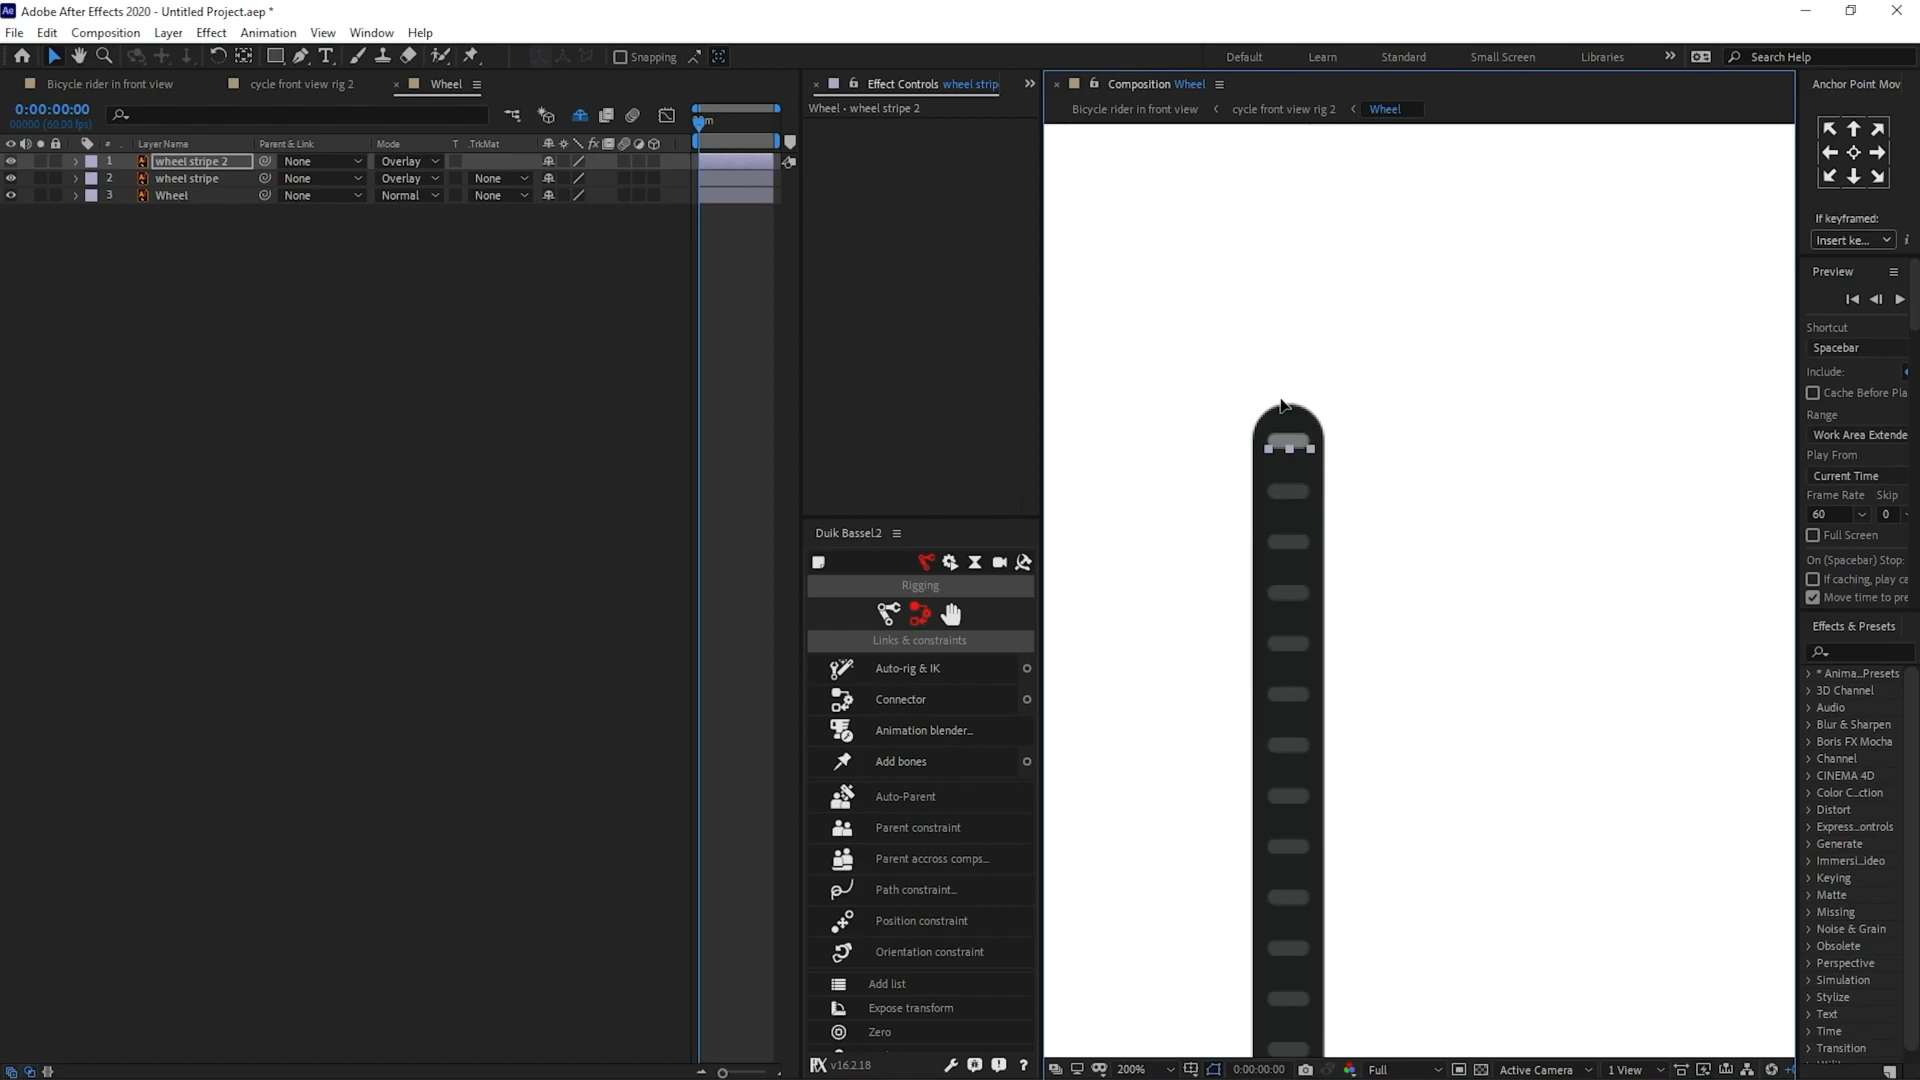 Adobe After Effects 2020 - Untitled Project.aep *
File Edit Composition Layer Effect Animation View Window Help
Snapping Default Learn Standard Small Screen Libraries Search Help
Bicycle rider in front view cycle front view rig 2 Wheel
0:00:00:00
00000 (60.00 fps)
# Layer Name Parent & Link Mode T .TrkMat
1 wheel stripe 2 None Overlay
2 wheel stripe None Overlay None
3 Wheel None Normal None
Effect Controls wheel strip
Wheel • wheel stripe 2
Duik Bassel.2
Rigging
Links & constraints
Auto-rig & IK
Connector
Animation blender...
Add bones
Auto-Parent
Parent constraint
Parent accross comps...
Path constraint...
Position constraint
Orientation constraint
Add list
Expose transform
Zero
v16.2.18
Composition Wheel
Bicycle rider in front view cycle front view rig 2 Wheel
200% 0:00:00:00 Full Active Camera 1 View
Anchor Point Mov
If keyframed:
Insert ke...
Preview
Shortcut
Spacebar
Include:
Cache Before Pla
Range
Work Area Extende
Play From
Current Time
Frame Rate Skip
60 0
Full Screen
On (Spacebar) Stop:
If caching, play ca
Move time to pre
Effects & Presets
* Anima_Presets
3D Channel
Audio
Blur & Sharpen
Boris FX Mocha
Channel
CINEMA 4D
Color C...ction
Distort
Express...ontrols
Generate
Immersi...ideo
Keying
Matte
Missing
Noise & Grain
Obsolete
Perspective
Simulation
Stylize
Text
Time
Transition